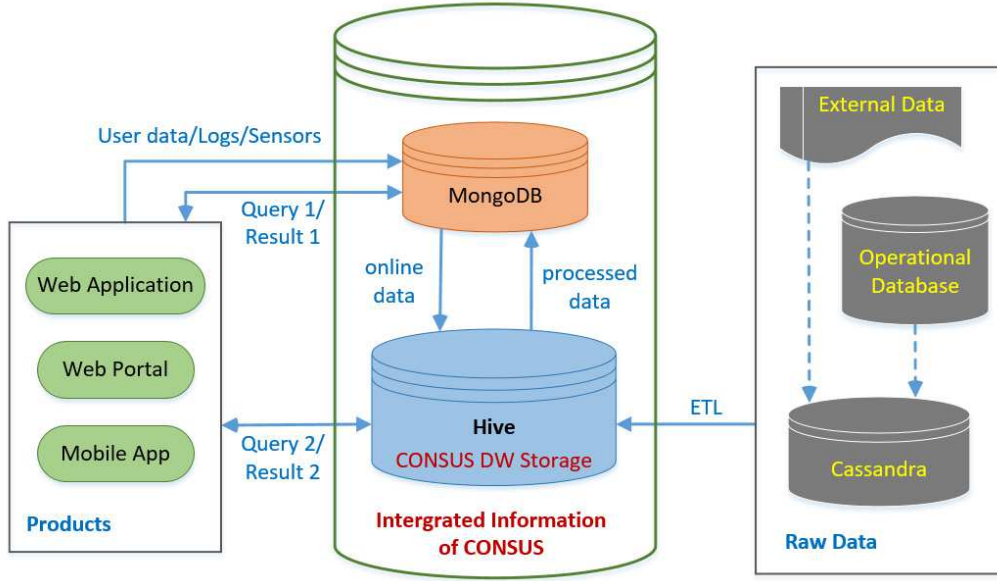 User data/Logs/Sensors
Query 1/
Result 1
Web Application
Web Portal
Mobile App
Products
Query 2/
Result 2
MongoDB
online
data
processed
data
Hive
CONSUS DW Storage
Intergrated Information
of CONSUS
ETL
External Data
Operational
Database
Cassandra
Raw Data